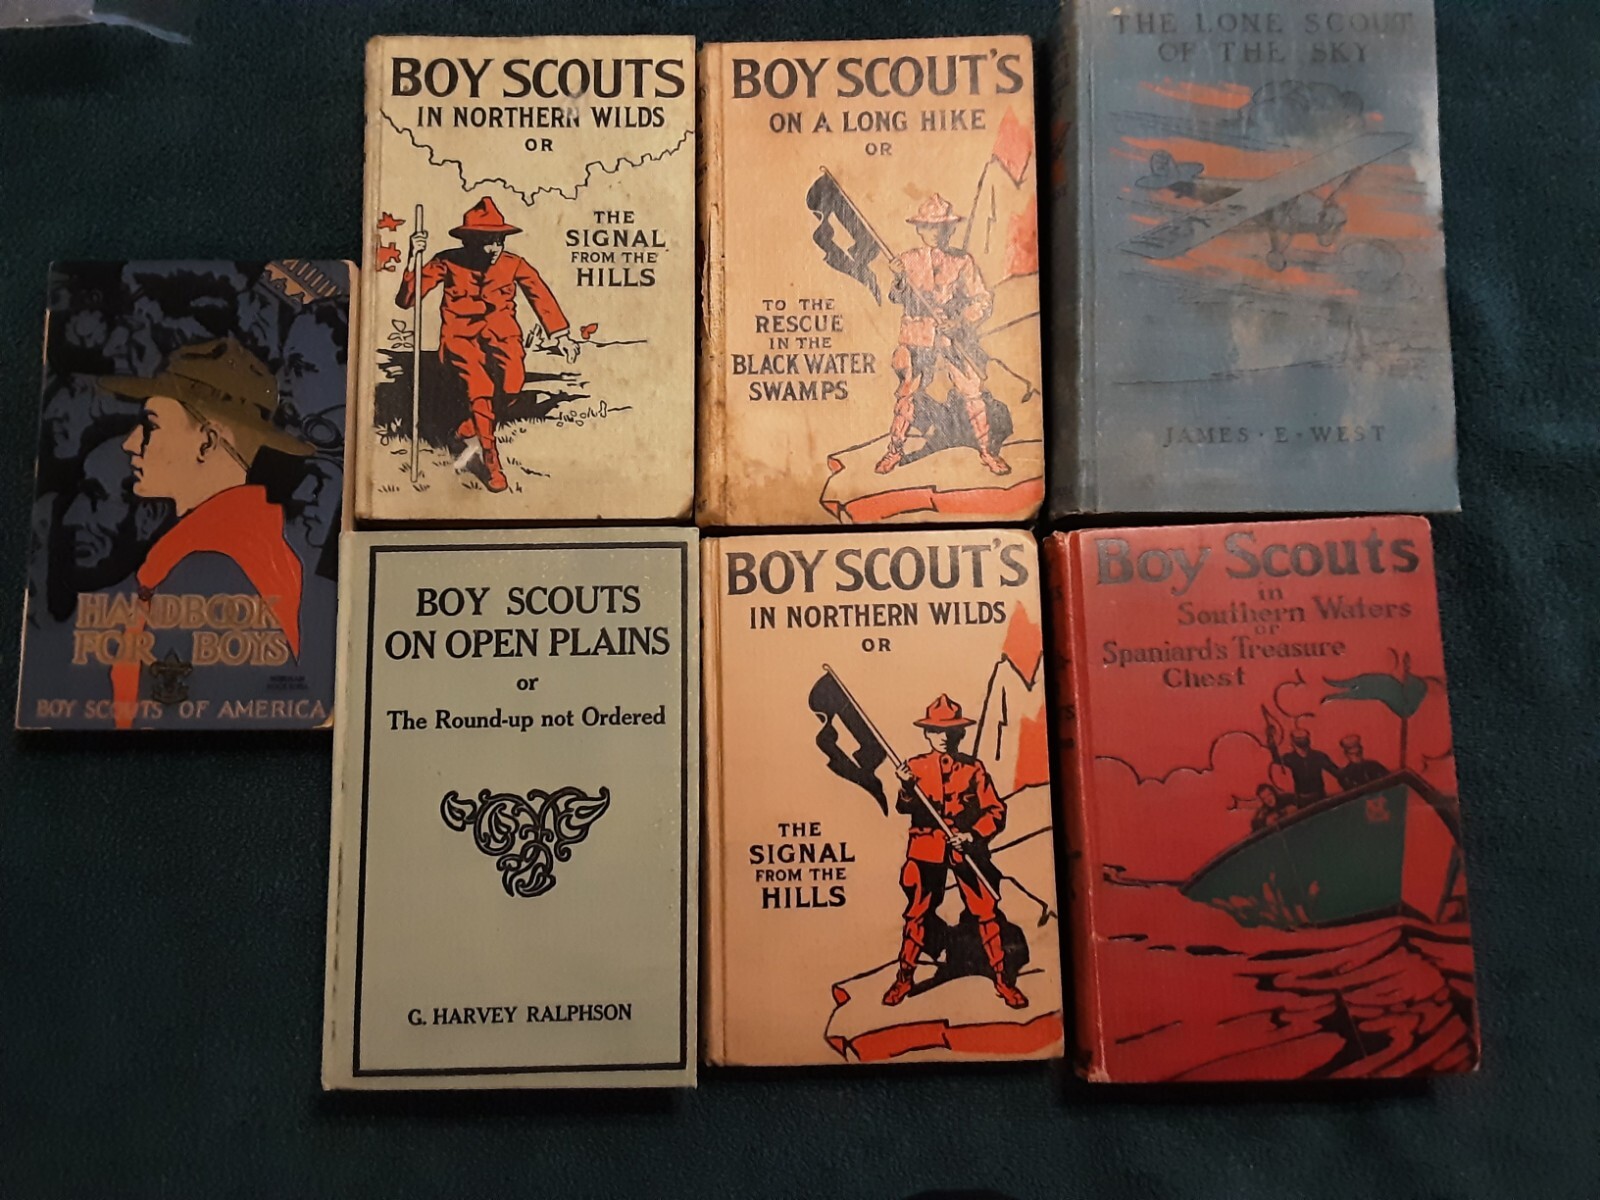 BOY SCOUTS
IN NORTHERN WILDS
OR
THE
SIGNAL
FROM THE
HILLS
BOY SCOUT'S
ON A LONG HIKE
OR
TO THE
RESCUE
IN THE
BLACK WATER
SWAMPS
THE LONE SCOUT
OF THE SKY
JAMES · E · WEST
HANDBOOK
FOR BOYS
BOY SCOUTS OF AMERICA
BOY SCOUTS
ON OPEN PLAINS
or
The Round-up not Ordered
G. HARVEY RALPHSON
BOY SCOUT'S
IN NORTHERN WILDS
OR
THE
SIGNAL
FROM THE
HILLS
Boy Scouts
in
Southern Waters
or
Spaniard's Treasure
Chest